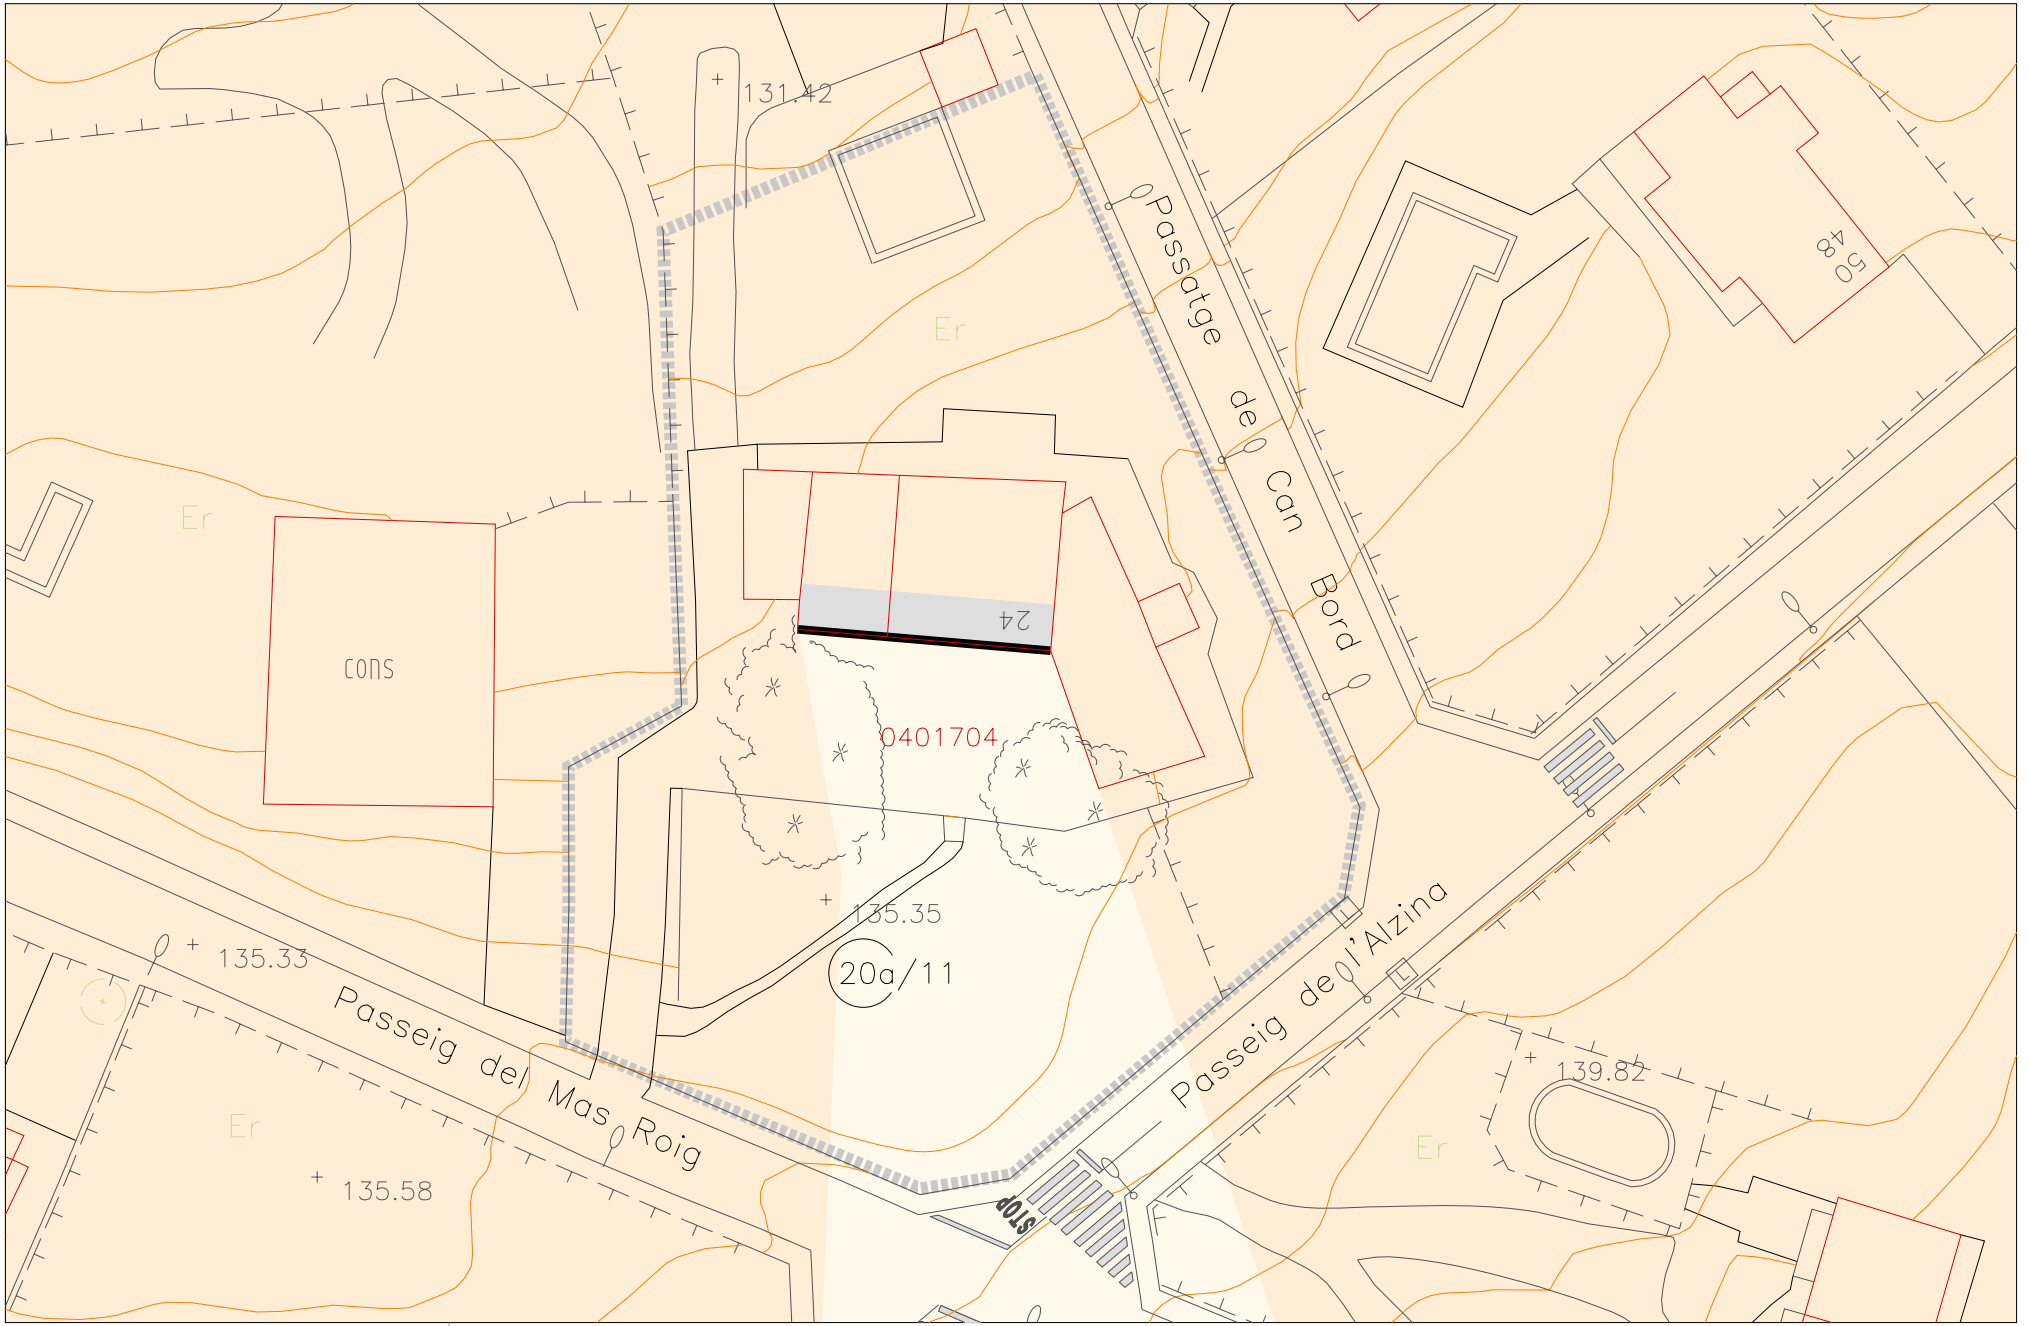 131.42
Passatge de Can Bord
50
48
Er
Er
24
cons
0401704
135.35
135.33
20a/11
Passeig del Mas Roig
Passeig de l'Alzina
L
L
139.82
Er
Er
135.58
STOP